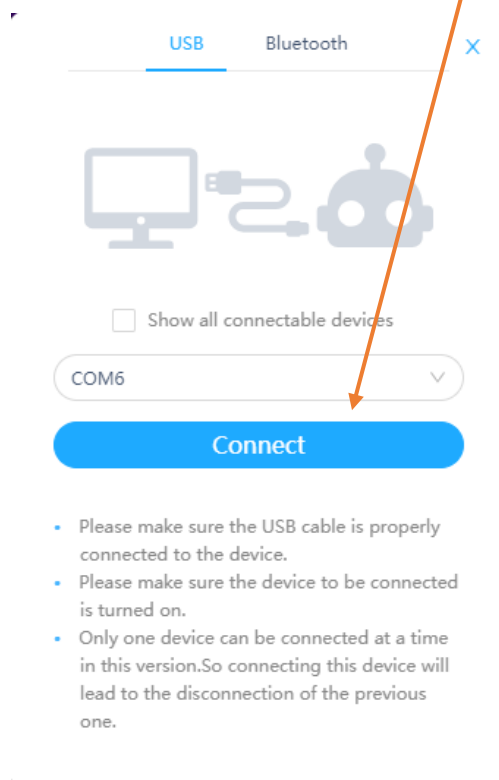 USB Bluetooth X
Show all connectable devices
COM6
Connect
• Please make sure the USB cable is properly
connected to the device.
• Please make sure the device to be connected
is turned on.
• Only one device can be connected at a time
in this version.So connecting this device will
lead to the disconnection of the previous
one.